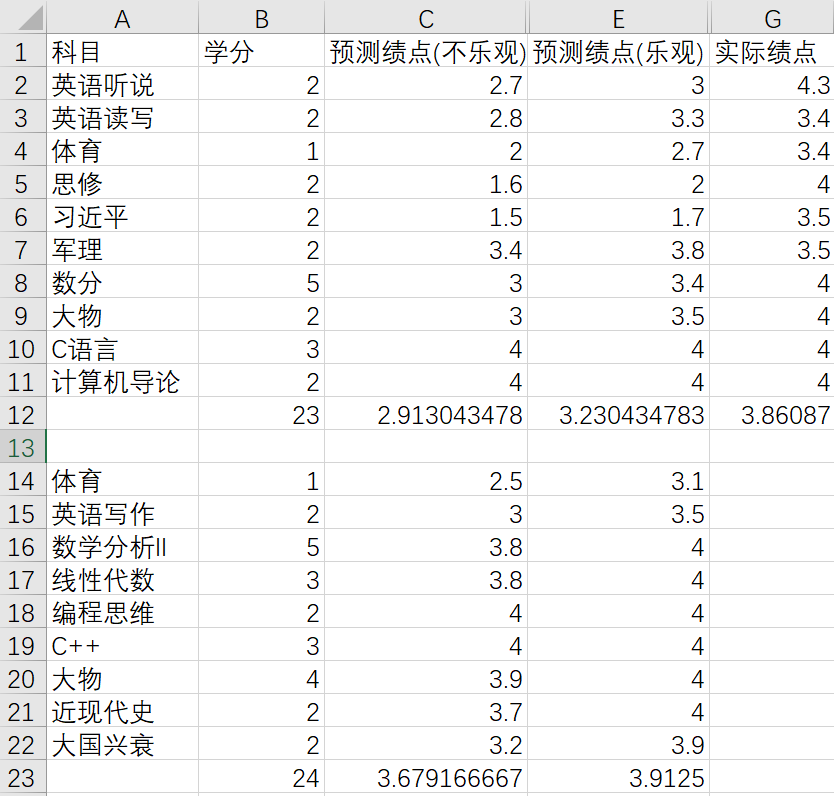 A B C E G
1 科目 学分 预测绩点(不乐观) 预测绩点(乐观) 实际绩点
2 英语听说 2 2.7 3 4.3
3 英语读写 2 2.8 3.3 3.4
4 体育 1 2 2.7 3.4
5 思修 2 1.6 2 4
6 习近平 2 1.5 1.7 3.5
7 军理 2 3.4 3.8 3.5
8 数分 5 3 3.4 4
9 大物 2 3 3.5 4
10 C语言 3 4 4 4
11 计算机导论 2 4 4 4
12 23 2.913043478 3.230434783 3.86087
13
14 体育 1 2.5 3.1
15 英语写作 2 3 3.5
16 数学分析II 5 3.8 4
17 线性代数 3 3.8 4
18 编程思维 2 4 4
19 C++ 3 4 4
20 大物 4 3.9 4
21 近现代史 2 3.7 4
22 大国兴衰 2 3.2 3.9
23 24 3.679166667 3.9125